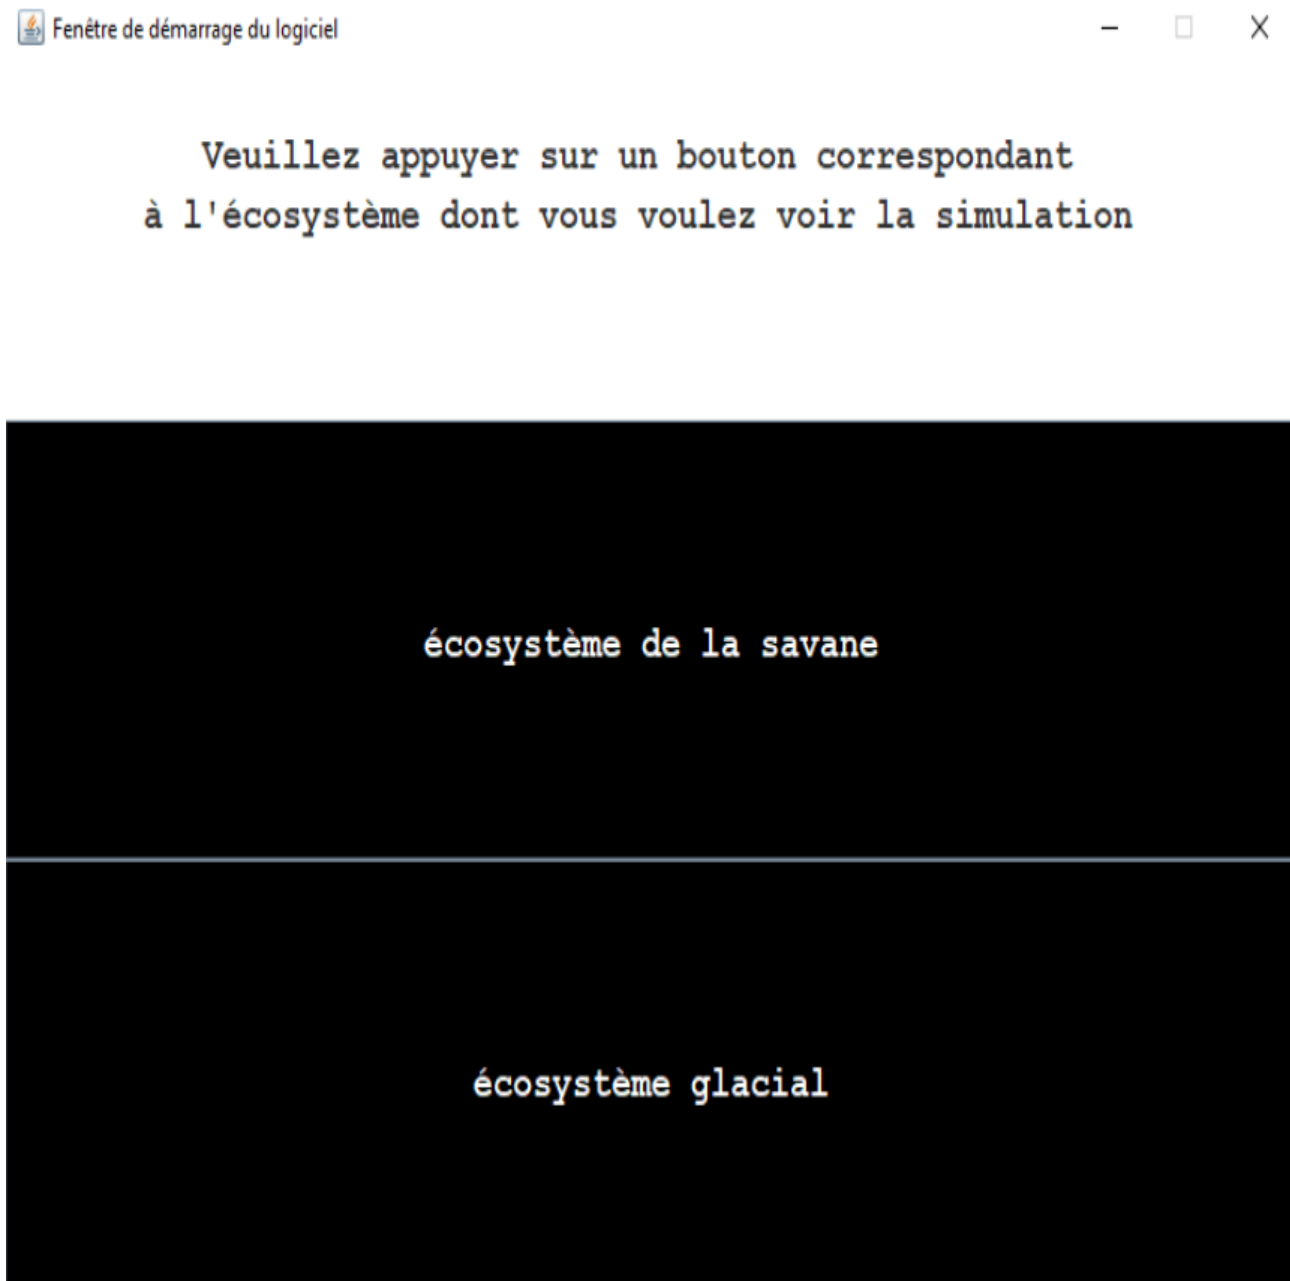 Fenêtre de démarrage du logiciel
Veuillez appuyer sur un bouton correspondant
à l'écosystème dont vous voulez voir la simulation
écosystème de la savane
écosystème glacial